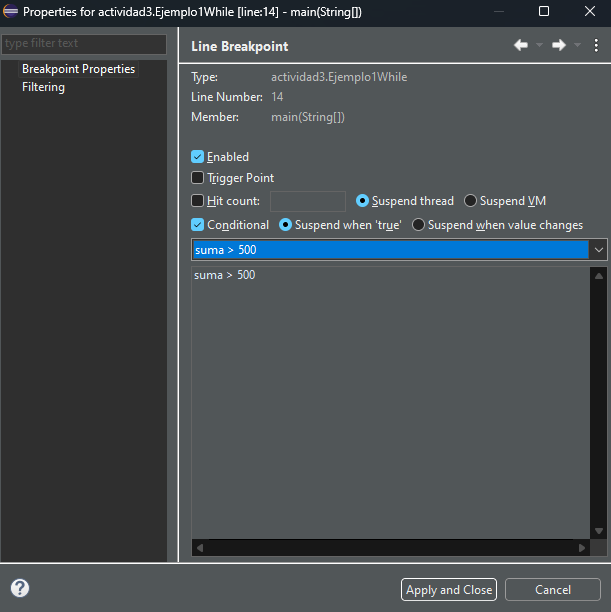 Properties for actividad3.Ejemplo1While [line:14] - main(String[])
type filter text
Breakpoint Properties
Filtering
Line Breakpoint
Type: actividad3.Ejemplo1While
Line Number: 14
Member: main(String[])
Enabled
Trigger Point
Hit count: Suspend thread Suspend VM
Conditional Suspend when 'true' Suspend when value changes
suma > 500
suma > 500
? Apply and Close Cancel